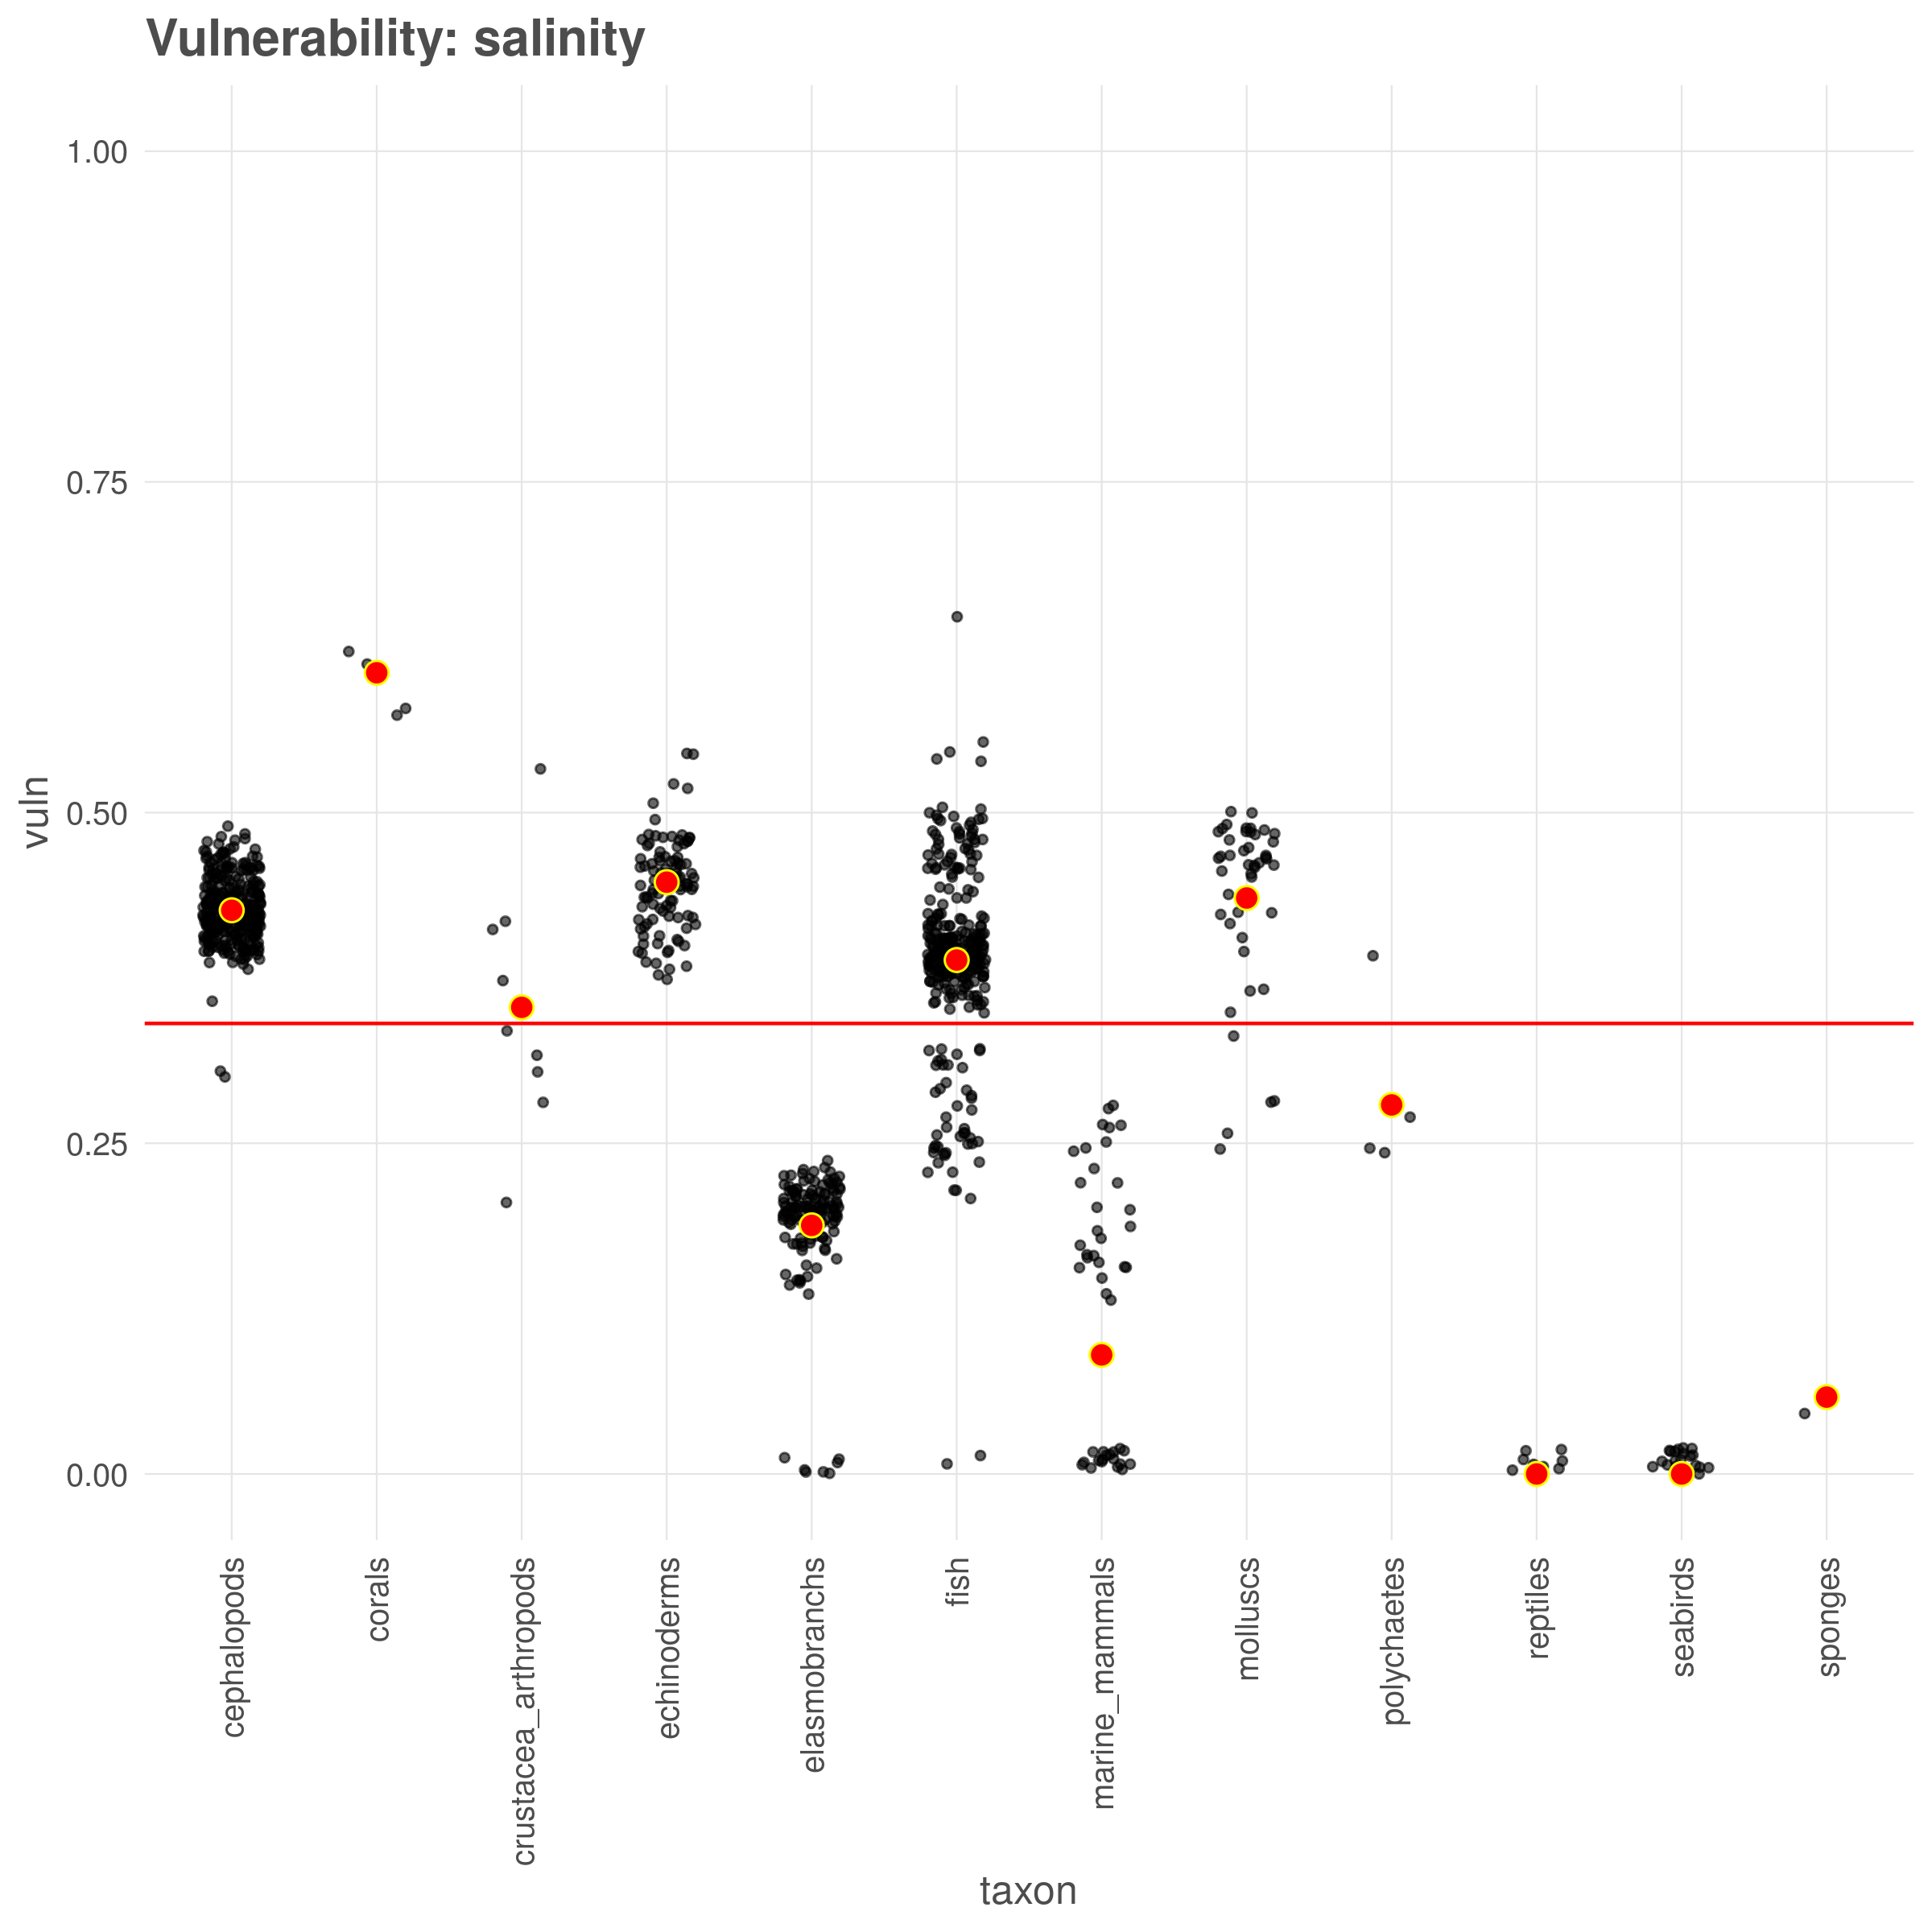 Vulnerability: salinity
vuln
1.00
0.75
0.50
0.25
0.00
cephalopods
corals
crustacea_arthropods
echinoderms
elasmobranchs
fish
marine_mammals
molluscs
polychaetes
reptiles
seabirds
sponges
taxon